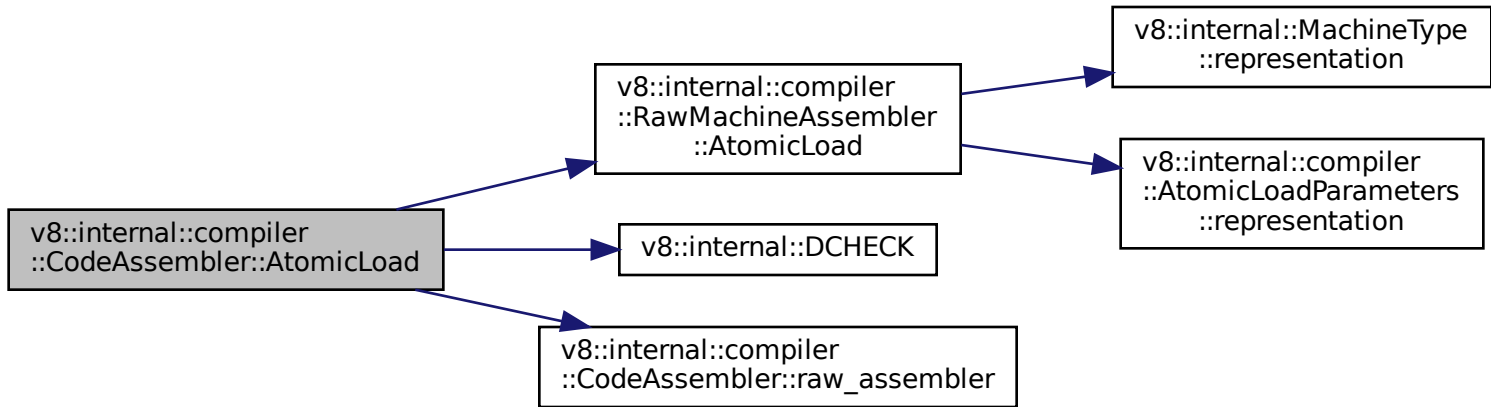 v8::internal::MachineType
::representation
v8::internal::compiler
::RawMachineAssembler
::AtomicLoad
v8::internal::compiler
::AtomicLoadParameters
::representation
v8::internal::compiler
::CodeAssembler::AtomicLoad
v8::internal::DCHECK
v8::internal::compiler
::CodeAssembler::raw_assembler